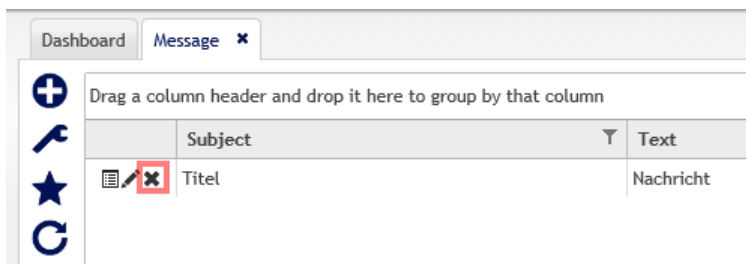 Dashboard Message
Drag a column header and drop it here to group by that column
Subject Text
Titel Nachricht